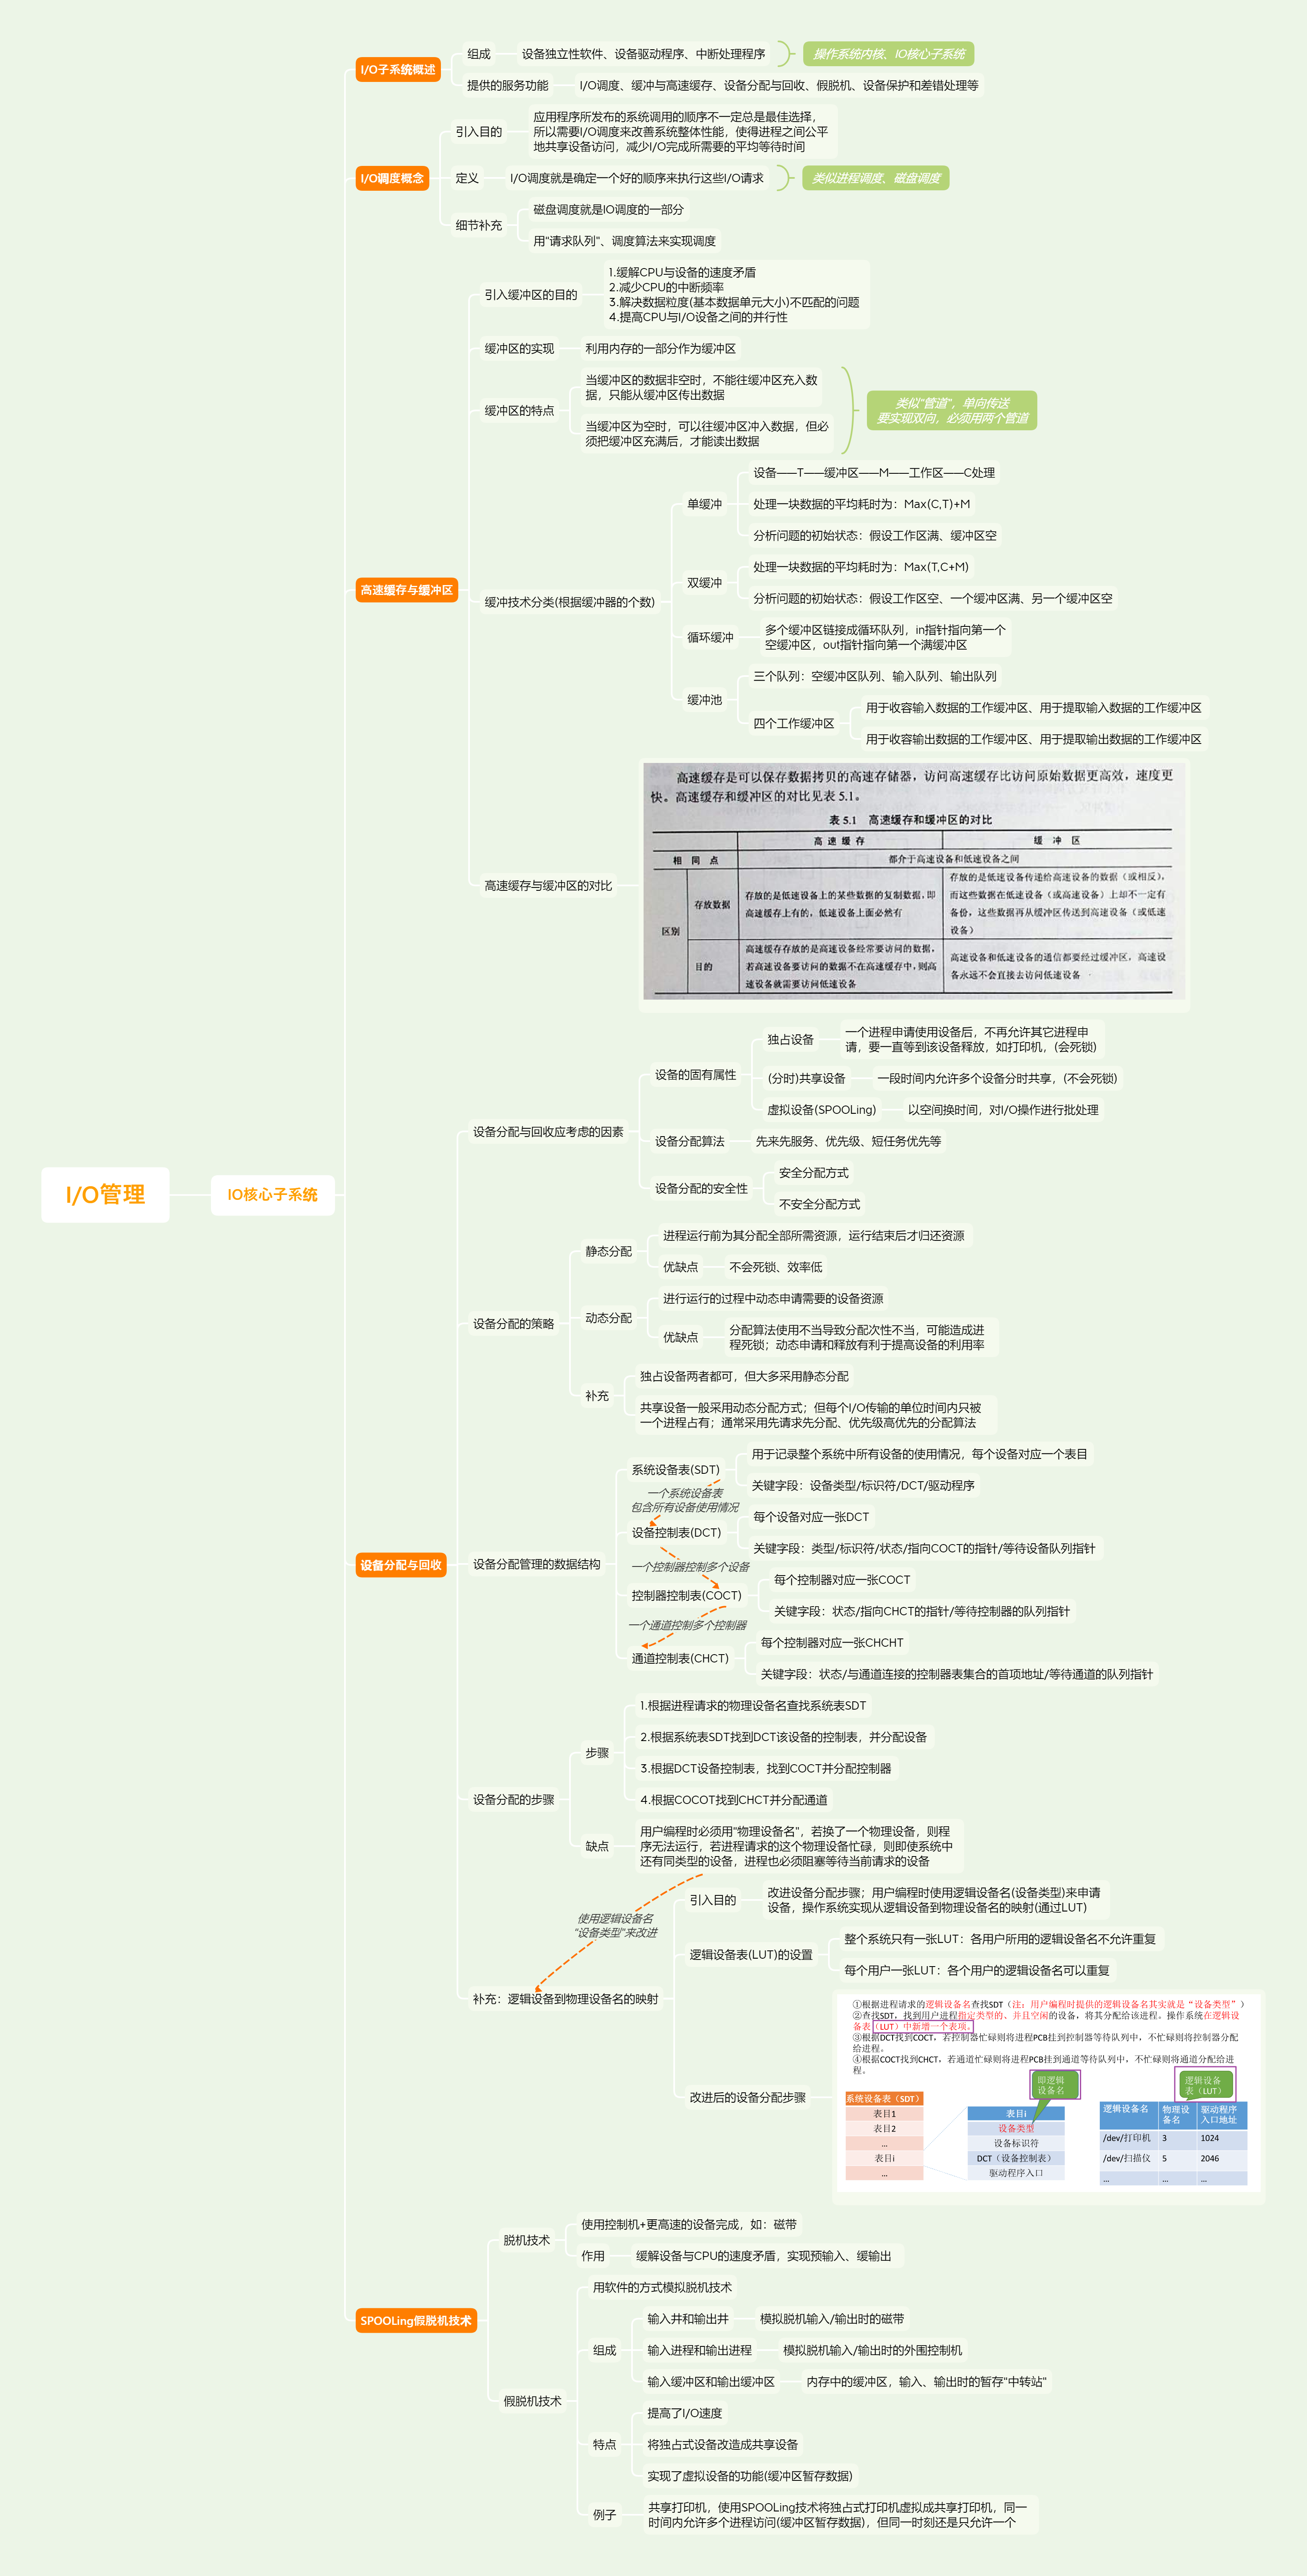 I/O管理
IO核心子系统
I/O子系统概述
组成
设备独立性软件、设备驱动程序、中断处理程序
操作系统内核、IO核心子系统
提供的服务功能
I/O调度、缓冲与高速缓存、设备分配与回收、假脱机、设备保护和差错处理等
I/O调度概念
引入目的
应用程序所发布的系统调用的顺序不一定总是最佳选择，
所以需要I/O调度来改善系统整体性能，使得进程之间公平
地共享设备访问，减少I/O完成所需要的平均等待时间
定义
I/O调度就是确定一个好的顺序来执行这些I/O请求
类似进程调度、磁盘调度
细节补充
磁盘调度就是IO调度的一部分
用"请求队列"、调度算法来实现调度
高速缓存与缓冲区
引入缓冲区的目的
1.缓解CPU与设备的速度矛盾
2.减少CPU的中断频率
3.解决数据粒度(基本数据单元大小)不匹配的问题
4.提高CPU与I/O设备之间的并行性
缓冲区的实现
利用内存的一部分作为缓冲区
缓冲区的特点
当缓冲区的数据非空时，不能往缓冲区充入数
据，只能从缓冲区传出数据
当缓冲区为空时，可以往缓冲区冲入数据，但必
须把缓冲区充满后，才能读出数据
类似"管道"，单向传送
要实现双向，必须用两个管道
缓冲技术分类(根据缓冲器的个数)
单缓冲
设备——T——缓冲区——M——工作区——C处理
处理一块数据的平均耗时为：Max(C,T)+M
分析问题的初始状态：假设工作区满、缓冲区空
双缓冲
处理一块数据的平均耗时为：Max(T,C+M)
分析问题的初始状态：假设工作区空、一个缓冲区满、另一个缓冲区空
循环缓冲
多个缓冲区链接成循环队列，in指针指向第一个
空缓冲区，out指针指向第一个满缓冲区
缓冲池
三个队列：空缓冲区队列、输入队列、输出队列
四个工作缓冲区
用于收容输入数据的工作缓冲区、用于提取输入数据的工作缓冲区
用于收容输出数据的工作缓冲区、用于提取输出数据的工作缓冲区
高速缓存与缓冲区的对比
高速缓存是可以保存数据拷贝的高速存储器，访问高速缓存比访问原始数据更高效，速度更
快。高速缓存和缓冲区的对比见表 5.1。
表 5.1 高速缓存和缓冲区的对比
高 速 缓 存
缓 冲 区
相 同 点
都介于高速设备和低速设备之间
区别
存放数据
存放的是低速设备上的某些数据的复制数据，即
高速缓存上有的，低速设备上面必然有
存放的是低速设备传递给高速设备的数据（或相反），
而这些数据在低速设备（或高速设备）上却不一定有
备份，这些数据再从缓冲区传送到高速设备（或低速
设备）
目的
高速缓存存放的是高速设备经常要访问的数据，
若高速设备要访问的数据不在高速缓存中，则高
速设备就需要访问低速设备
高速设备和低速设备的通信都要经过缓冲区，高速设
备永远不会直接去访问低速设备
设备分配与回收
设备分配与回收应考虑的因素
设备的固有属性
独占设备
一个进程申请使用设备后，不再允许其它进程申
请，要一直等到该设备释放，如打印机，(会死锁)
(分时)共享设备
一段时间内允许多个设备分时共享，(不会死锁)
虚拟设备(SPOOLing)
以空间换时间，对I/O操作进行批处理
设备分配算法
先来先服务、优先级、短任务优先等
设备分配的安全性
安全分配方式
不安全分配方式
设备分配的策略
静态分配
进程运行前为其分配全部所需资源，运行结束后才归还资源
优缺点
不会死锁、效率低
动态分配
进行运行的过程中动态申请需要的设备资源
优缺点
分配算法使用不当导致分配次性不当，可能造成进
程死锁；动态申请和释放有利于提高设备的利用率
补充
独占设备两者都可，但大多采用静态分配
共享设备一般采用动态分配方式；但每个I/O传输的单位时间内只被
一个进程占有；通常采用先请求先分配、优先级高优先的分配算法
设备分配管理的数据结构
系统设备表(SDT)
用于记录整个系统中所有设备的使用情况，每个设备对应一个表目
关键字段：设备类型/标识符/DCT/驱动程序
一个系统设备表
包含所有设备使用情况
设备控制表(DCT)
每个设备对应一张DCT
关键字段：类型/标识符/状态/指向COCT的指针/等待设备队列指针
一个控制器控制多个设备
控制器控制表(COCT)
每个控制器对应一张COCT
关键字段：状态/指向CHCT的指针/等待控制器的队列指针
一个通道控制多个控制器
通道控制表(CHCT)
每个控制器对应一张CHCHT
关键字段：状态/与通道连接的控制器表集合的首项地址/等待通道的队列指针
设备分配的步骤
步骤
1.根据进程请求的物理设备名查找系统表SDT
2.根据系统表SDT找到DCT该设备的控制表，并分配设备
3.根据DCT设备控制表，找到COCT并分配控制器
4.根据COCOT找到CHCT并分配通道
缺点
用户编程时必须用"物理设备名"，若换了一个物理设备，则程
序无法运行，若进程请求的这个物理设备忙碌，则即使系统中
还有同类型的设备，进程也必须阻塞等待当前请求的设备
使用逻辑设备名
"设备类型"来改进
补充：逻辑设备到物理设备名的映射
引入目的
改进设备分配步骤；用户编程时使用逻辑设备名(设备类型)来申请
设备，操作系统实现从逻辑设备到物理设备名的映射(通过LUT)
逻辑设备表(LUT)的设置
整个系统只有一张LUT：各用户所用的逻辑设备名不允许重复
每个用户一张LUT：各个用户的逻辑设备名可以重复
改进后的设备分配步骤
①根据进程请求的逻辑设备名查找SDT（注：用户编程时提供的逻辑设备名其实就是“设备类型”）
②查找SDT，找到用户进程指定类型的、并且空闲的设备，将其分配给该进程。操作系统在逻辑设
备表（LUT）中新增一个表项。
③根据DCT找到COCT，若控制器忙碌则将进程PCB挂到控制器等待队列中，不忙碌则将控制器分配
给进程。
④根据COCT找到CHCT，若通道忙碌则将进程PCB挂到通道等待队列中，不忙碌则将通道分配给进
程。
即逻辑
设备名
逻辑设备
表（LUT）
系统设备表（SDT）
表目1
表目2
...
表目i
...
表目i
设备类型
设备标识符
DCT（设备控制表）
驱动程序入口
逻辑设备名 物理设备名 驱动程序入口地址
/dev/打印机 3 1024
/dev/扫描仪 5 2046
... ... ...
SPOOLing假脱机技术
脱机技术
使用控制机+更高速的设备完成，如：磁带
作用
缓解设备与CPU的速度矛盾，实现预输入、缓输出
假脱机技术
用软件的方式模拟脱机技术
组成
输入井和输出井
模拟脱机输入/输出时的磁带
输入进程和输出进程
模拟脱机输入/输出时的外围控制机
输入缓冲区和输出缓冲区
内存中的缓冲区，输入、输出时的暂存"中转站"
特点
提高了I/O速度
将独占式设备改造成共享设备
实现了虚拟设备的功能(缓冲区暂存数据)
例子
共享打印机，使用SPOOLing技术将独占式打印机虚拟成共享打印机，同一
时间内允许多个进程访问(缓冲区暂存数据)，但同一时刻还是只允许一个